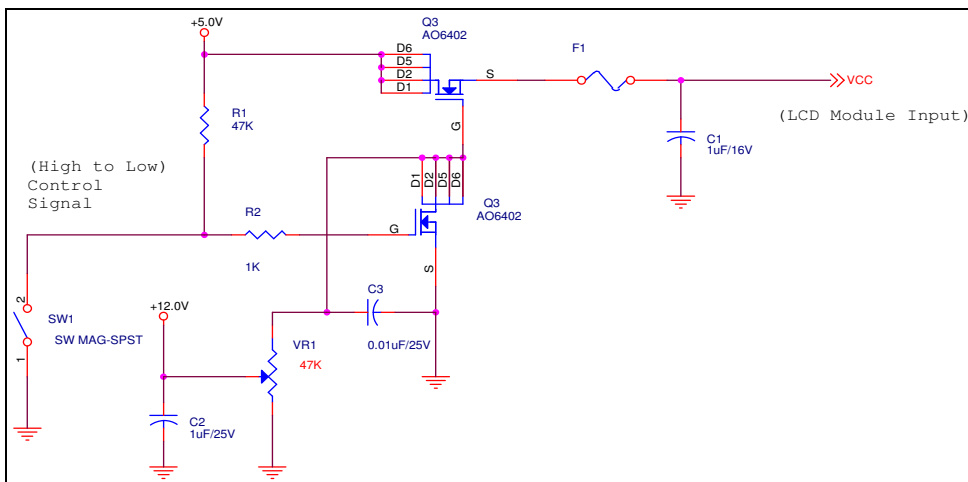 Q3
AO6402
+5.0V
D6
D5
D2
D1
S
F1
VCC
(LCD Module Input)
G
R1
47K
C1
1uF/16V
(High to Low)
Control
Signal
D1
D2
D5
D6
Q3
AO6402
R2
G
1K
S
2
SW1
SW MAG-SPST
1
+12.0V
C3
0.01uF/25V
VR1
47K
C2
1uF/25V